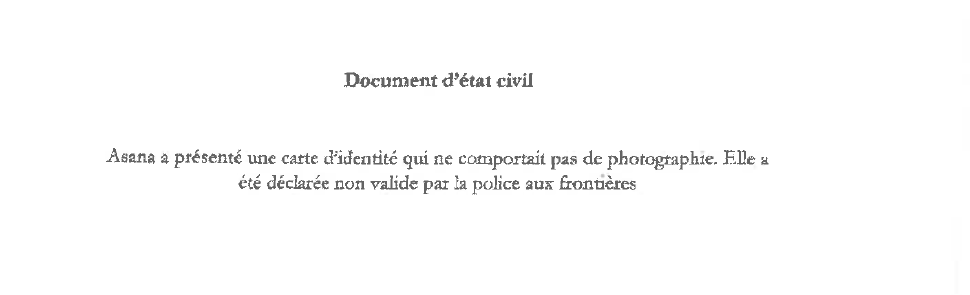 Document d'état civil
Asana a présenté une carte d'identité qui ne comportait pas de photographie. Elle a
été déclarée non valide par la police aux frontières